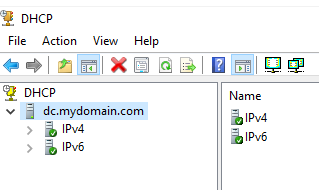 DHCP
File Action View Help
DHCP
dc.mydomain.com
IPv4
IPv6
Name
IPv4
IPv6